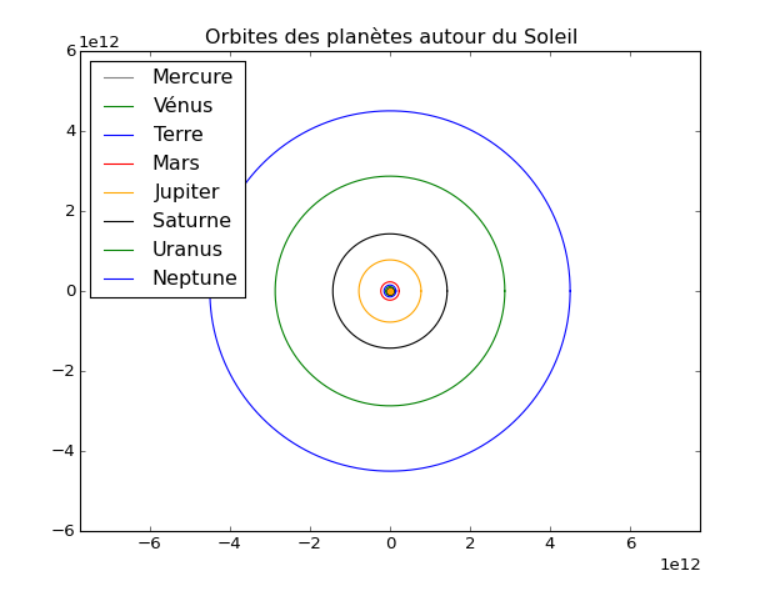 Orbites des planètes autour du Soleil
1e12
6
4
2
0
−2
−4
−6
Mercure
Vénus
Terre
Mars
Jupiter
Saturne
Uranus
Neptune
−6 −4 −2 0 2 4 6
1e12